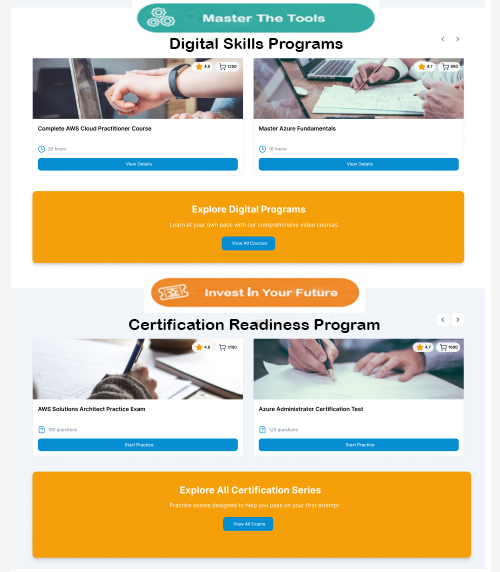 Master The Tools
Digital Skills Programs
4.8 1250
4.7 980
Complete AWS Cloud Practitioner Course
Master Azure Fundamentals
20 hours
18 hours
View Details
View Details
Explore Digital Programs
Learn at your own pace with our comprehensive video courses
View All Courses
Invest In Your Future
Certification Readiness Program
4.9 2100
4.7 1680
AWS Solutions Architect Practice Exam
Azure Administrator Certification Test
150 questions
120 questions
Start Practice
Start Practice
Explore All Certification Series
Practice exams designed to help you pass on your first attempt
View All Exams